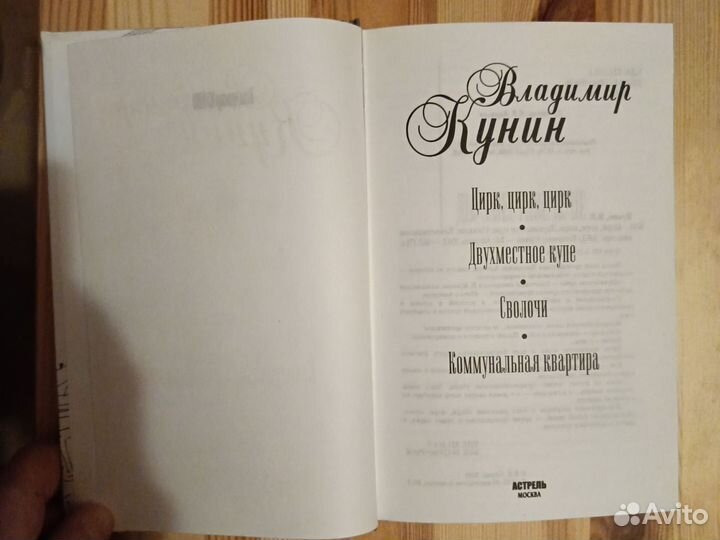 Владимир
Кунин
Цирк, цирк, цирк
•
Двухместное купе
•
Сволочи
•
Коммунальная квартира
АСТРЕЛЬ
МОСКВА
Avito